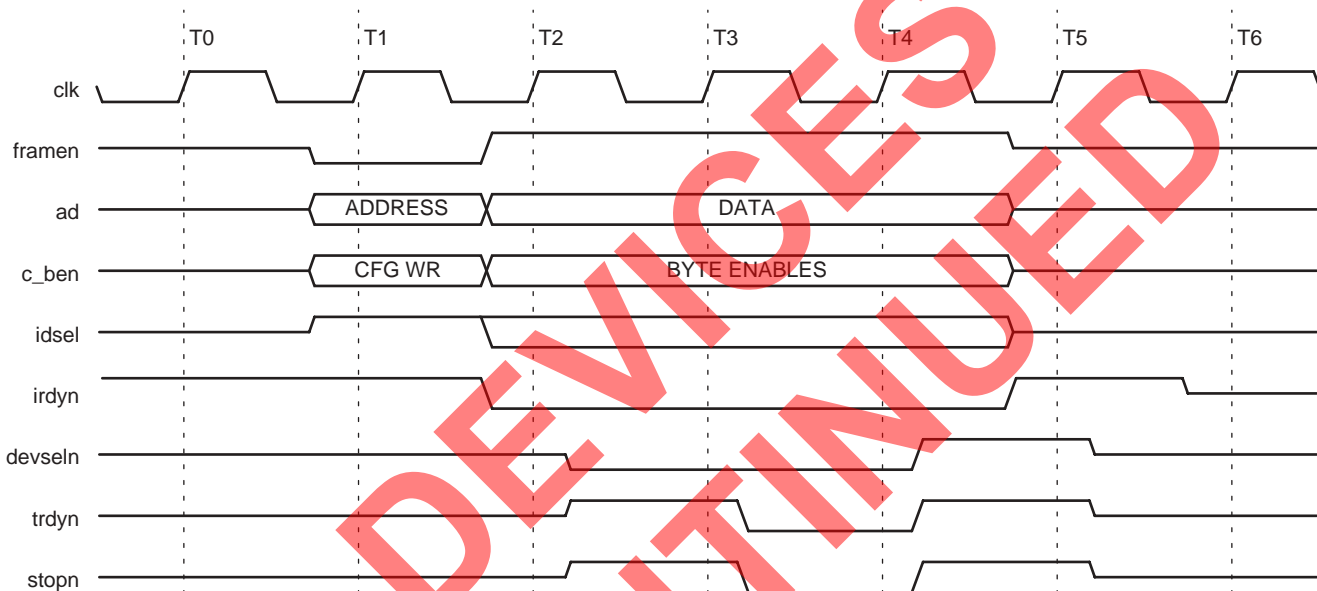 T0 T1 T2 T3 T4 T5 T6
clk
framen
ad ADDRESS DATA
c_ben CFG WR BYTE ENABLES
idsel
irdyn
devseln
trdyn
stopn
DEVICES